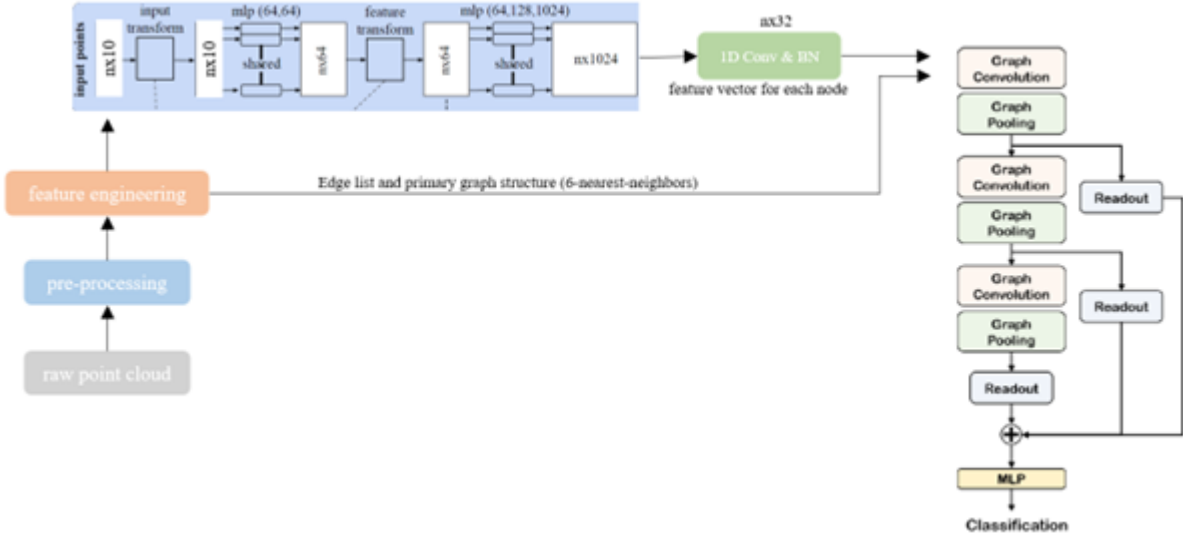 input points
nx10
input
transform
nx10
mlp (64,64)
shared
nx64
feature
transform
nx64
mlp (64,128,1024)
shared
nx1024
nx32
1D Conv & BN
feature vector for each node
feature engineering
Edge list and primary graph structure (6-nearest-neighbors)
pre-processing
raw point cloud
Graph
Convolution
Graph
Pooling
Graph
Convolution
Readout
Graph
Pooling
Graph
Convolution
Readout
Graph
Pooling
Readout
MLP
Classification